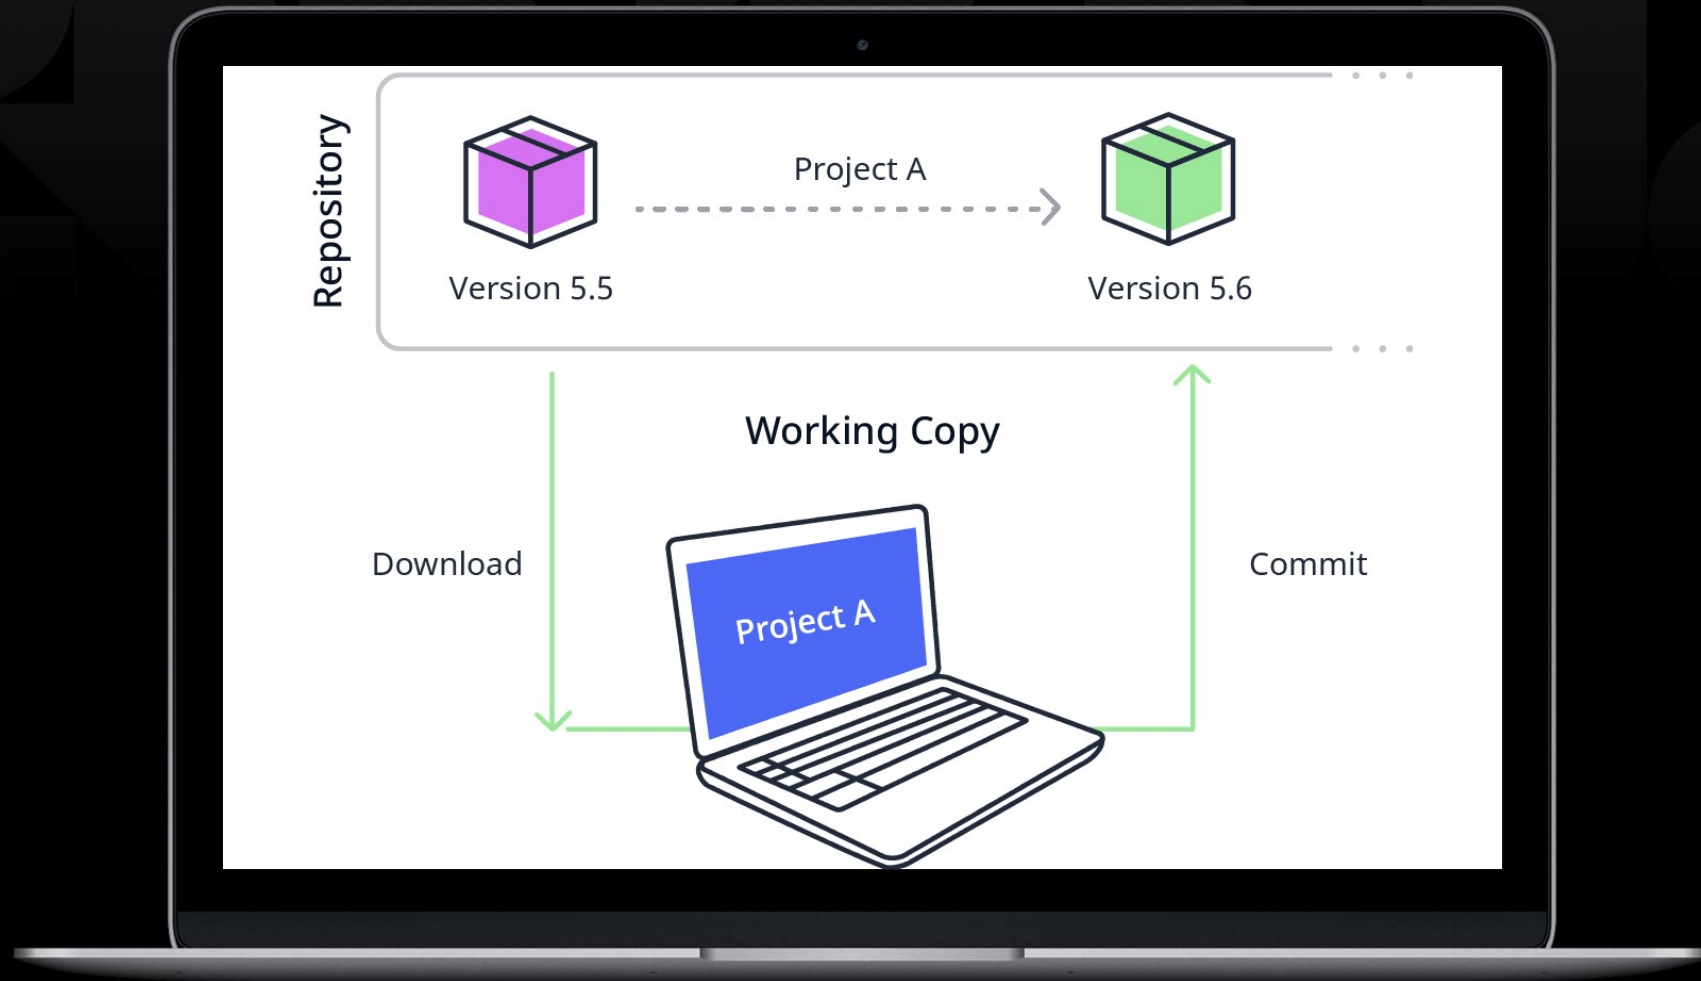 Repository
Project A
Version 5.5
Version 5.6
Working Copy
Download
Commit
Project A